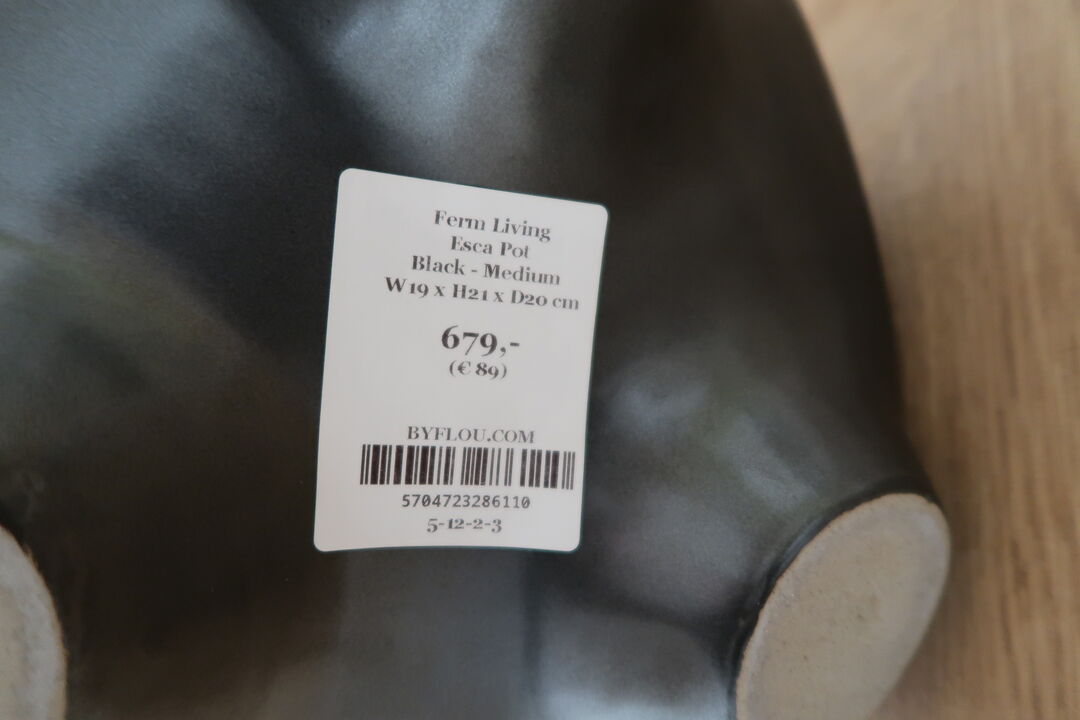 Ferm Living
Esca Pot
Black - Medium
W19 x H21 x D20 cm
679,-
(€ 89)
BYFLOU.COM
5704723286110
5-12-2-3